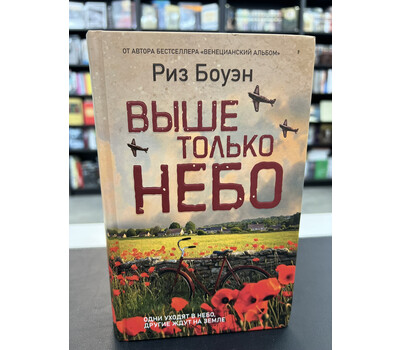 ОТ АВТОРА БЕСТСЕЛЛЕРА «ВЕНЕЦИАНСКИЙ АЛЬБОМ»
Риз Боуэн
ВЫШЕ
ТОЛЬКО
НЕБО
ОДНИ УХОДЯТ В НЕБО,
ДРУГИЕ ЖДУТ НА ЗЕМЛЕ